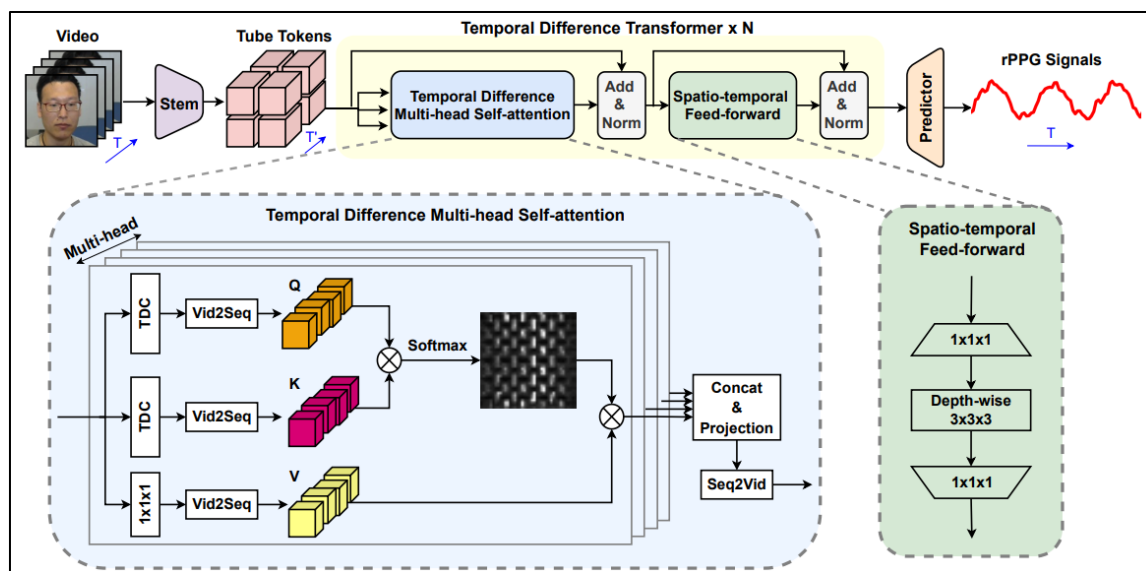 Temporal Difference Transformer x N
Video
Tube Tokens
rPPG Signals
Stem
Temporal Difference
Multi-head Self-attention
Add
&
Norm
Spatio-temporal
Feed-forward
Add
&
Norm
Predictor
T
T'
T
Temporal Difference Multi-head Self-attention
Multi-head
TDC
Vid2Seq
Q
Softmax
TDC
Vid2Seq
K
1x1x1
Vid2Seq
V
Concat
&
Projection
Seq2Vid
Spatio-temporal
Feed-forward
1x1x1
Depth-wise
3x3x3
1x1x1